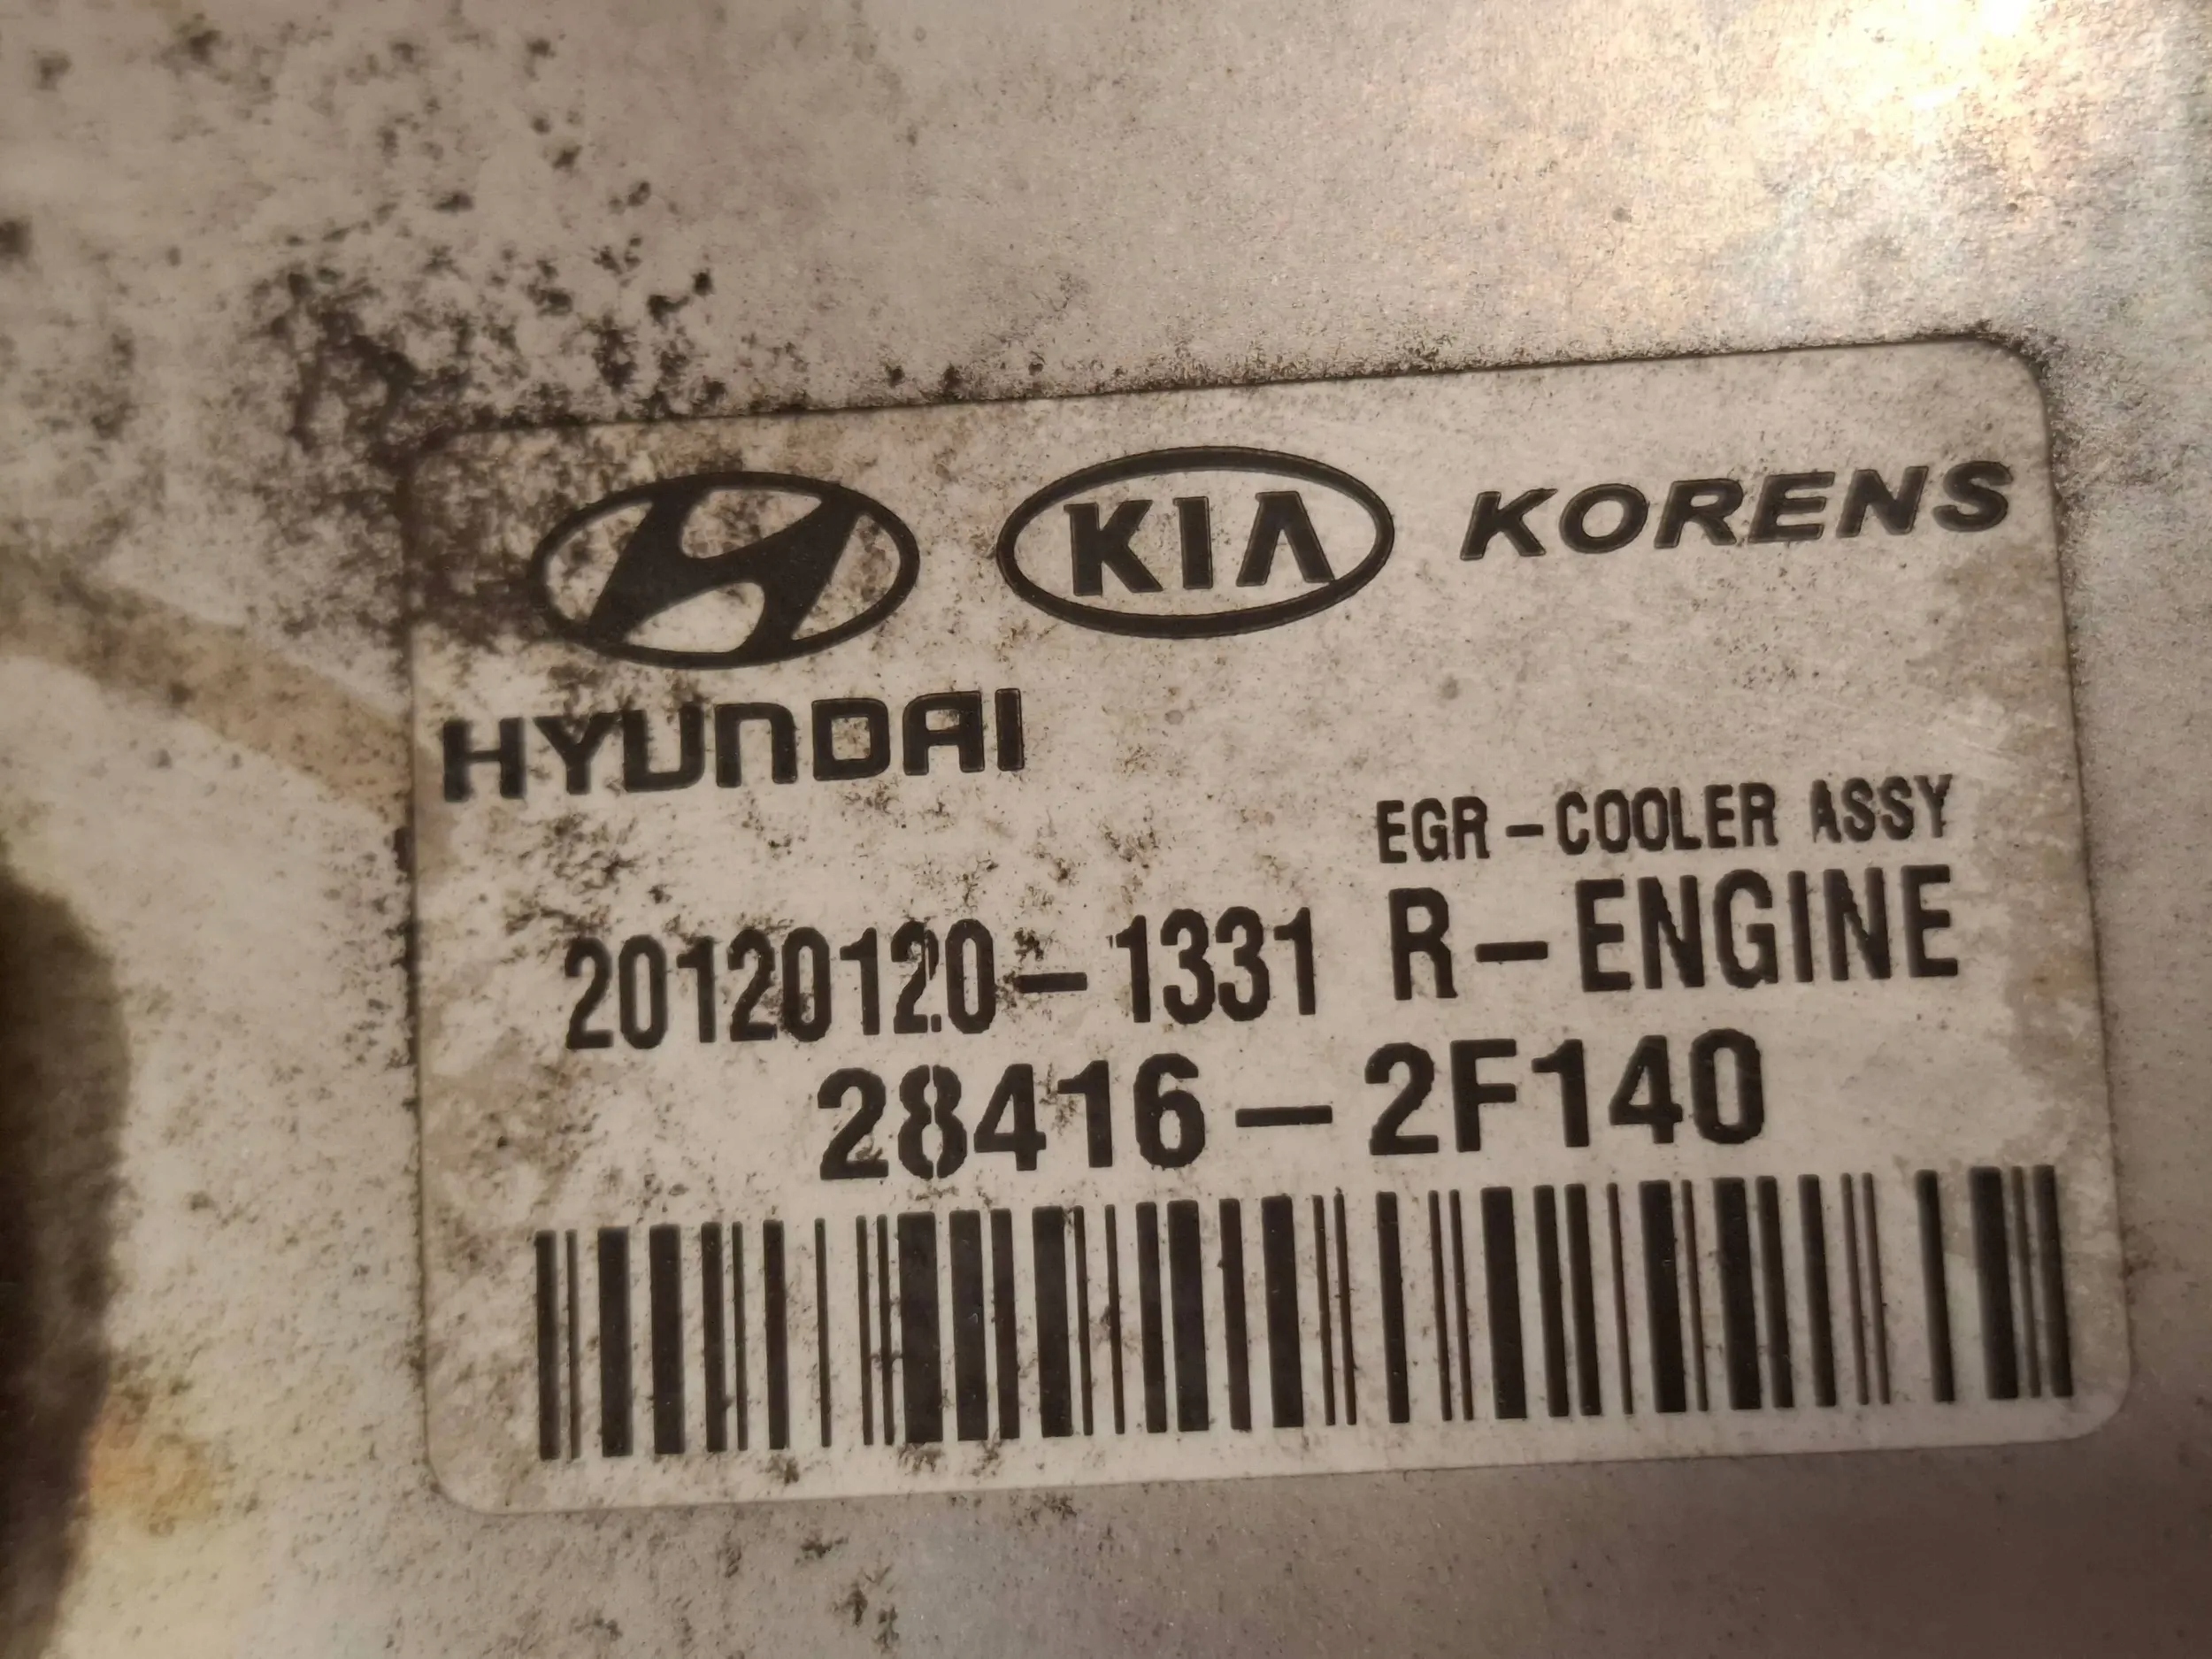 KIA KORENS
HYUNDAI
EGR-COOLER ASSY
20120120-1331 R-ENGINE
28416-2F140